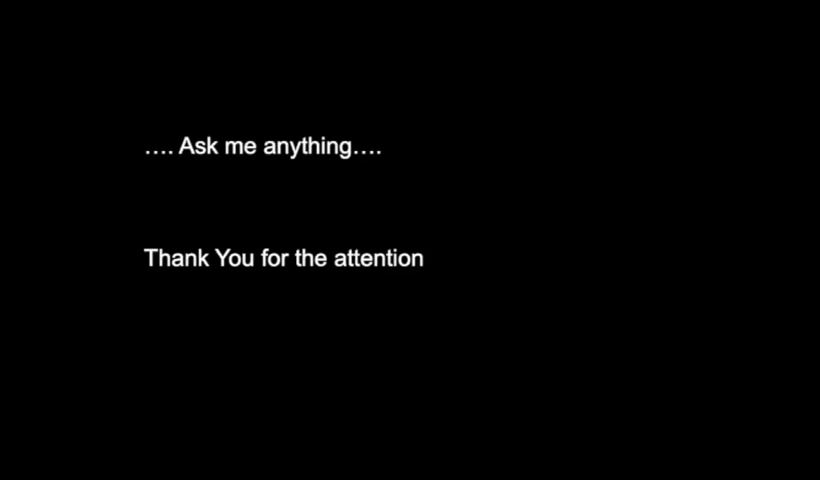 …. Ask me anything….
Thank You for the attention